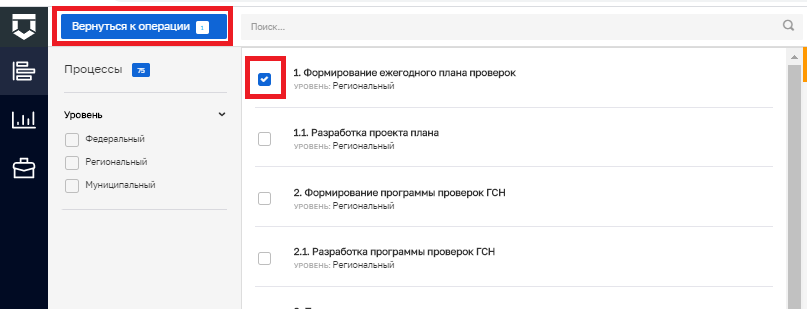 Вернуться к операции 1
Поиск...
Процессы 75
Уровень
Федеральный
Региональный
Муниципальный
1. Формирование ежегодного плана проверок
УРОВЕНЬ: Региональный
1.1. Разработка проекта плана
УРОВЕНЬ: Региональный
2. Формирование программы проверок ГСН
УРОВЕНЬ: Региональный
2.1. Разработка программы проверок ГСН
УРОВЕНЬ: Региональный